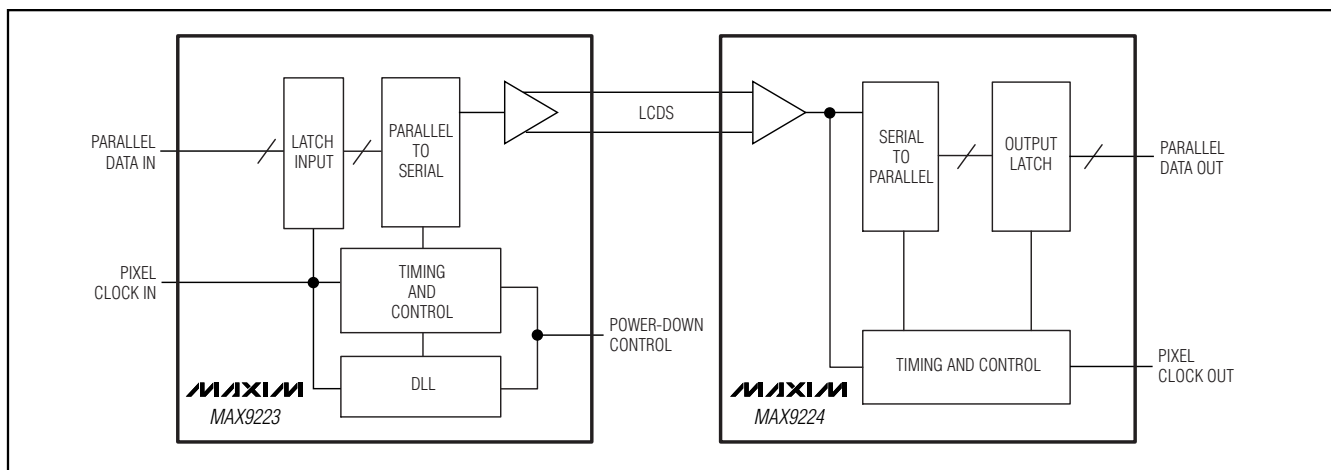 PARALLEL
DATA IN
LATCH
INPUT
PARALLEL
TO
SERIAL
PIXEL
CLOCK IN
TIMING
AND
CONTROL
DLL
MAXIM
MAX9223
POWER-DOWN
CONTROL
LCDS
SERIAL
TO
PARALLEL
OUTPUT
LATCH
PARALLEL
DATA OUT
TIMING AND CONTROL
PIXEL
CLOCK OUT
MAXIM
MAX9224